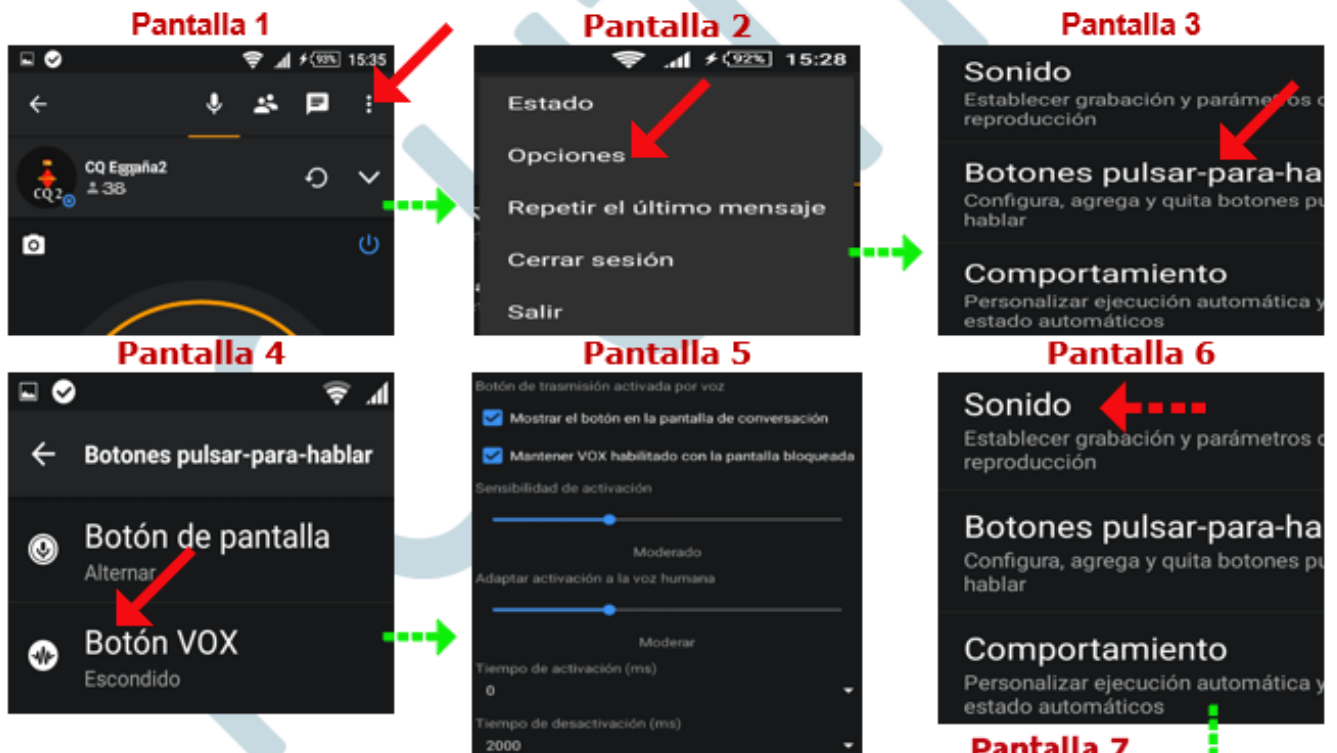 Pantalla 1
93% 15:35
CQ Egpaña2
38
CQ 2
Pantalla 2
92% 15:28
Estado
Opciones
Repetir el último mensaje
Cerrar sesión
Salir
Pantalla 3
Sonido
Establecer grabación y parámetros
reproducción
Botones pulsar-para-ha
Configura, agrega y quita botones pu
hablar
Comportamiento
Personalizar ejecución automática y
estado automáticos
Pantalla 4
Botones pulsar-para-hablar
Botón de pantalla
Alternar
Botón VOX
Escondido
Pantalla 5
Botón de trasmisión activada por voz
Mostrar el botón en la pantalla de conversación
Mantener VOX habilitado con la pantalla bloqueada
Sensibilidad de activación
Moderado
Adaptar activación a la voz humana
Moderar
Tiempo de activación (ms)
0
Tiempo de desactivación (ms)
2000
Pantalla 6
Sonido
Establecer grabación y parámetros
reproducción
Botones pulsar-para-ha
Configura, agrega y quita botones pu
hablar
Comportamiento
Personalizar ejecución automática y
estado automáticos
Pantalla 7